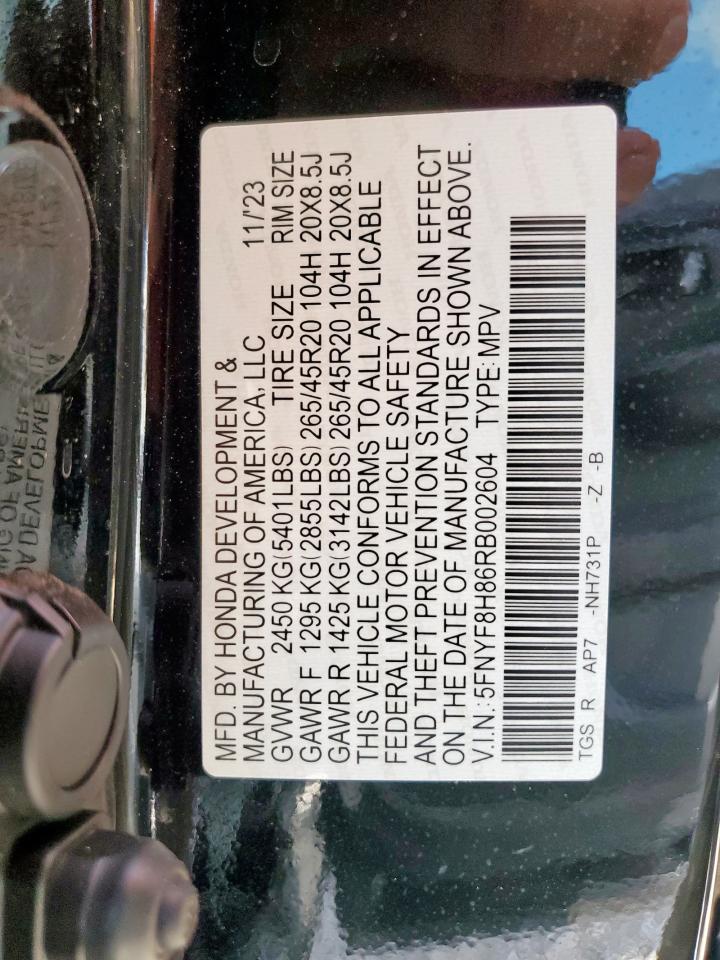 MFD. BY HONDA DEVELOPMENT &
MANUFACTURING OF AMERICA, LLC 11/'23
GVWR 2450 KG(5401LBS) TIRE SIZE RIM SIZE
GAWR F 1295 KG(2855LBS) 265/45R20 104H 20X8.5J
GAWR R 1425 KG(3142LBS) 265/45R20 104H 20X8.5J
THIS VEHICLE CONFORMS TO ALL APPLICABLE
FEDERAL MOTOR VEHICLE SAFETY
AND THEFT PREVENTION STANDARDS IN EFFECT
ON THE DATE OF MANUFACTURE SHOWN ABOVE.
V.I.N.:5FNYF8H86RB002604 TYPE:MPV
TGS R AP7 -NH731P -Z -B